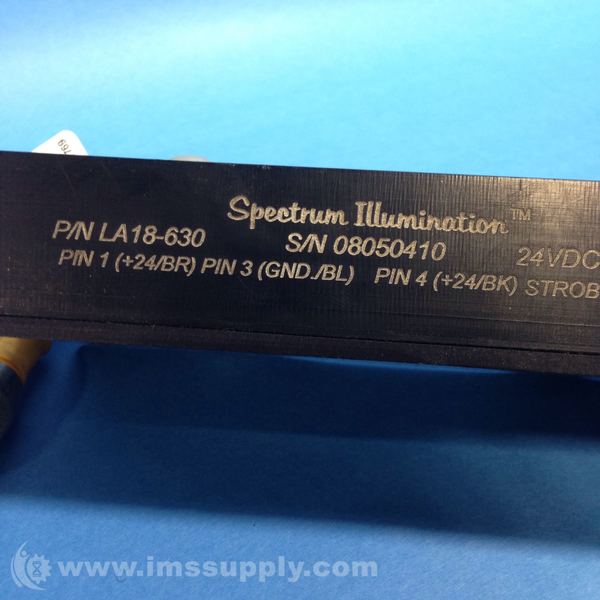 769
Spectrum Illumination™
P/N LA18-630 S/N 08050410 24VDC
PIN 1 (+24/BR) PIN 3 (GND./BL) PIN 4 (+24/BK) STROB
www.imssupply.com